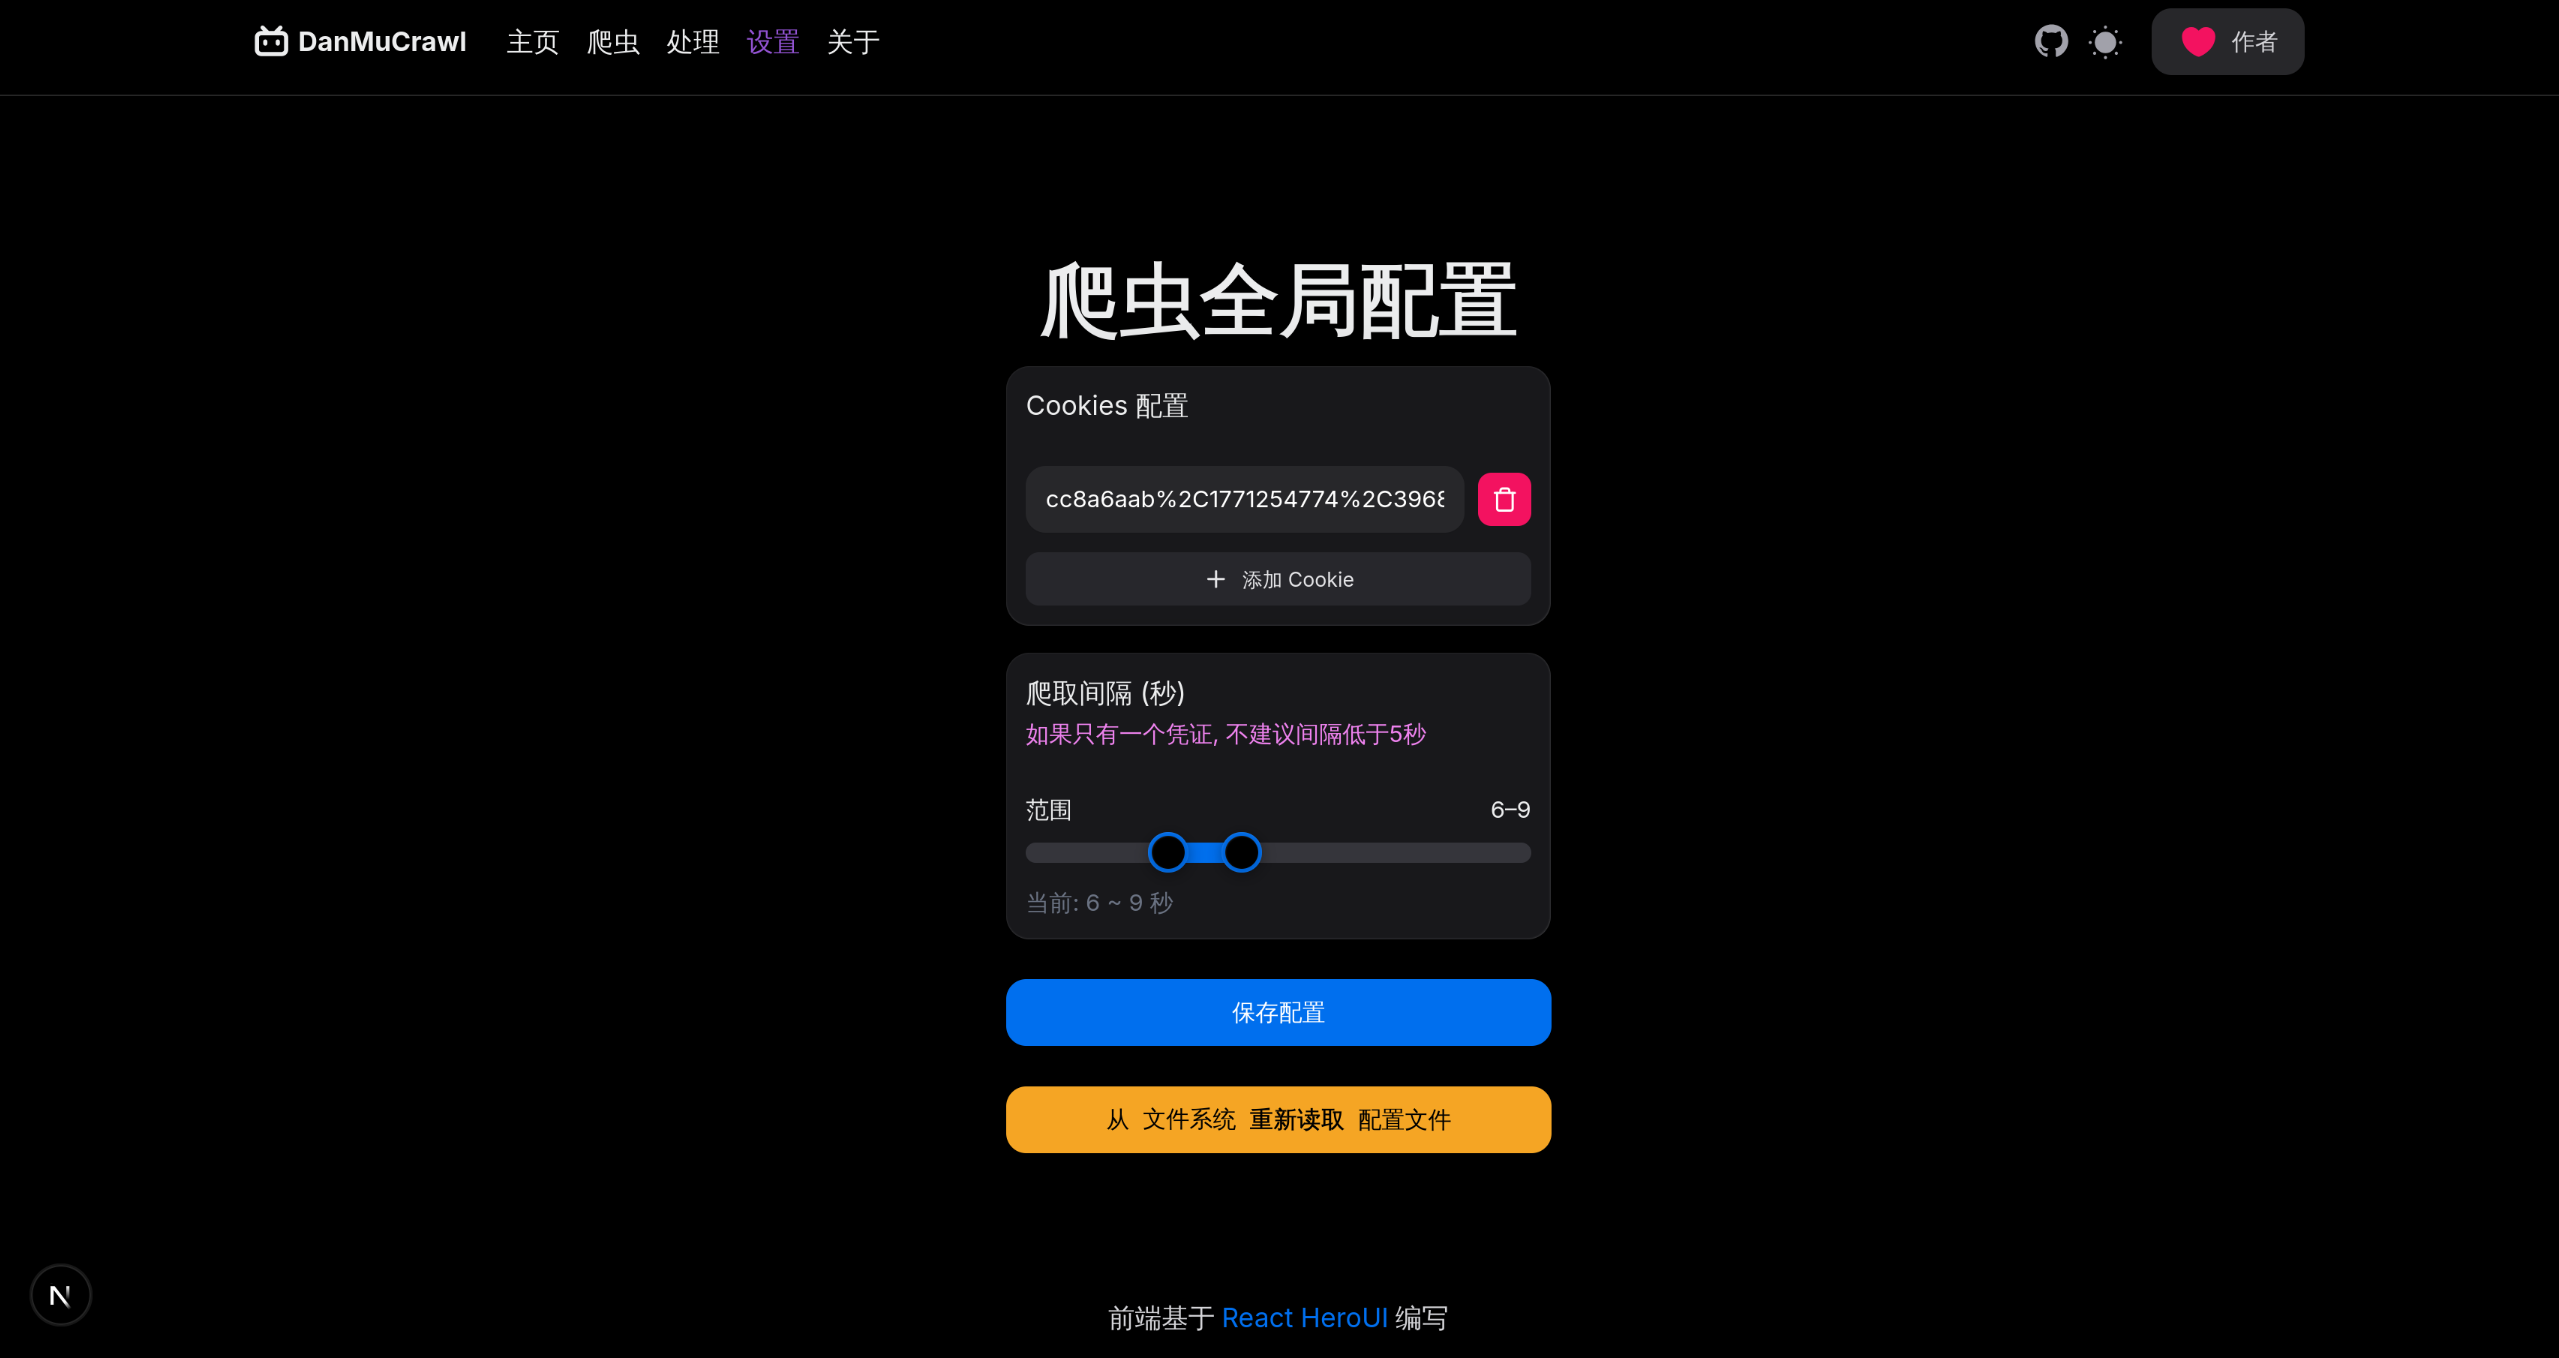 DanMuCrawl 主页 爬虫 处理 设置 关于 作者
爬虫全局配置
Cookies 配置
cc8a6aab%2C1771254774%2C396
添加 Cookie
爬取间隔 (秒)
如果只有一个凭证, 不建议间隔低于5秒
范围 6–9
当前: 6 ~ 9 秒
保存配置
从 文件系统 重新读取 配置文件
N
前端基于 React HeroUI 编写